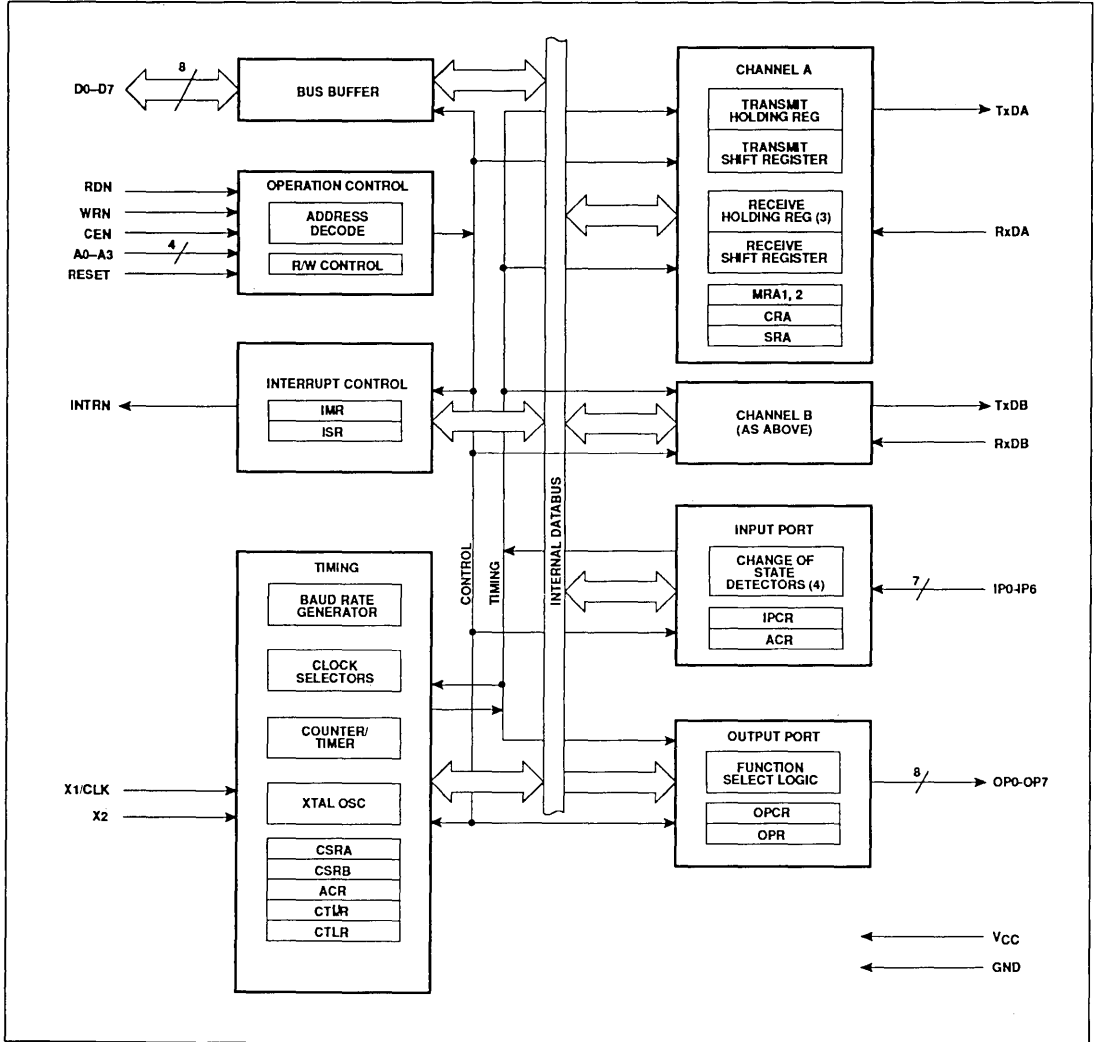 D0–D7
8
BUS BUFFER
RDN
WRN
CEN
A0–A3
4
RESET
OPERATION CONTROL
ADDRESS
DECODE
R/W CONTROL
INTRN
INTERRUPT CONTROL
IMR
ISR
TIMING
BAUD RATE
GENERATOR
CLOCK
SELECTORS
COUNTER/
TIMER
X1/CLK
X2
XTAL OSC
CSRA
CSRB
ACR
CTUR
CTLR
CONTROL
TIMING
INTERNAL DATABUS
CHANNEL A
TRANSMIT
HOLDING REG
TRANSMIT
SHIFT REGISTER
RECEIVE
HOLDING REG (3)
RECEIVE
SHIFT REGISTER
MRA1, 2
CRA
SRA
TxDA
RxDA
CHANNEL B
(AS ABOVE)
TxDB
RxDB
INPUT PORT
CHANGE OF
STATE
DETECTORS (4)
IPCR
ACR
7
IP0-IP6
OUTPUT PORT
FUNCTION
SELECT LOGIC
OPCR
OPR
8
OP0-OP7
VCC
GND